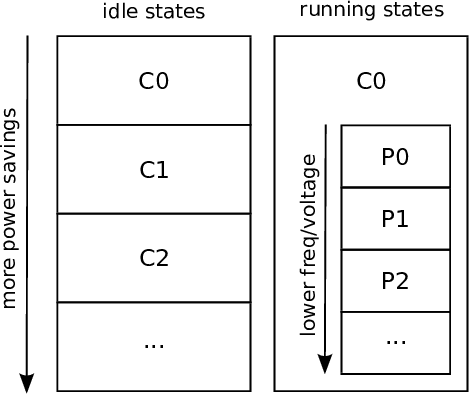 idle states
running states
more power savings
C0
C1
C2
...
C0
lower freq/voltage
P0
P1
P2
...